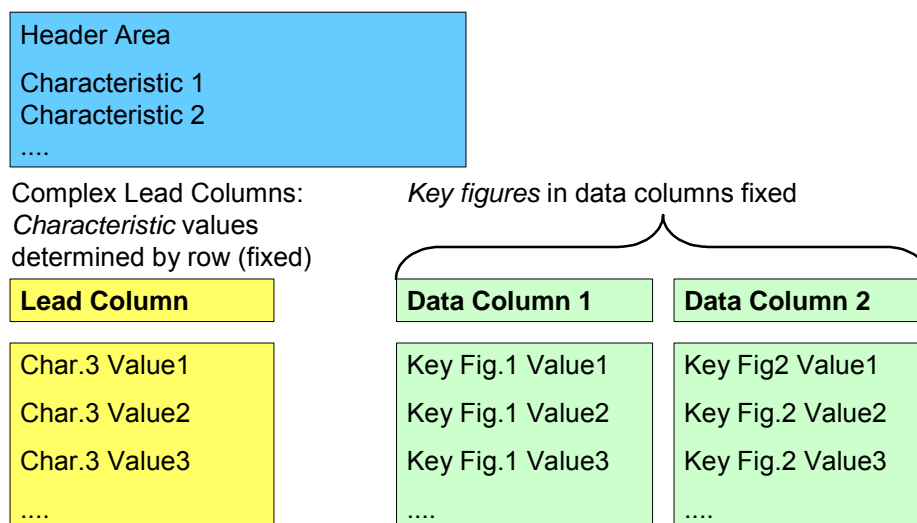 Header Area
Characteristic 1
Characteristic 2
....
Complex Lead Columns:
Characteristic values
determined by row (fixed)
Key figures in data columns fixed
Lead Column
Data Column 1
Data Column 2
Char.3 Value1
Char.3 Value2
Char.3 Value3
....
Key Fig.1 Value1
Key Fig.1 Value2
Key Fig.1 Value3
....
Key Fig2 Value1
Key Fig.2 Value2
Key Fig.2 Value3
....